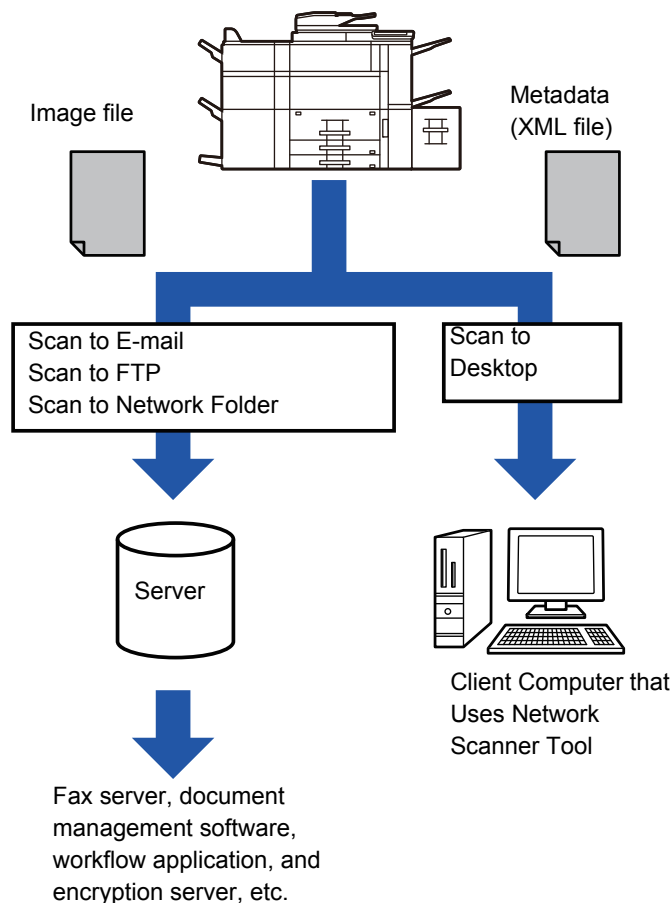 Image file
Metadata
(XML file)
Scan to E-mail
Scan to FTP
Scan to Network Folder
Scan to
Desktop
Server
Client Computer that
Uses Network
Scanner Tool
Fax server, document
management software,
workflow application, and
encryption server, etc.